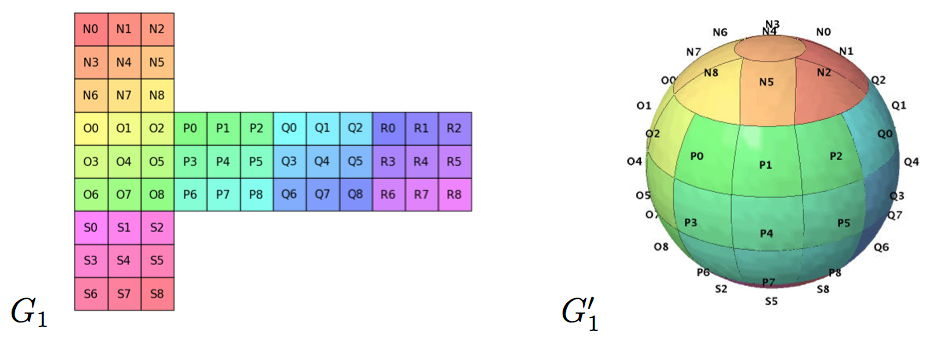 N0 N1 N2
N3 N4 N5
N6 N7 N8
O0 O1 O2 P0 P1 P2 Q0 Q1 Q2 R0 R1 R2
O3 O4 O5 P3 P4 P5 Q3 Q4 Q5 R3 R4 R5
O6 O7 O8 P6 P7 P8 Q6 Q7 Q8 R6 R7 R8
S0 S1 S2
S3 S4 S5
S6 S7 S8
G1
N3
N6 N4 N0
N7 N1
N8 N5 N2
O0 Q2
O1 Q1
O2 Q0
P0 P1 P2
O4 Q4
O5 Q3
O7 P3 P4 P5 Q7
O8 Q6
P6 P7 P8
S2 S5 S8
G′1